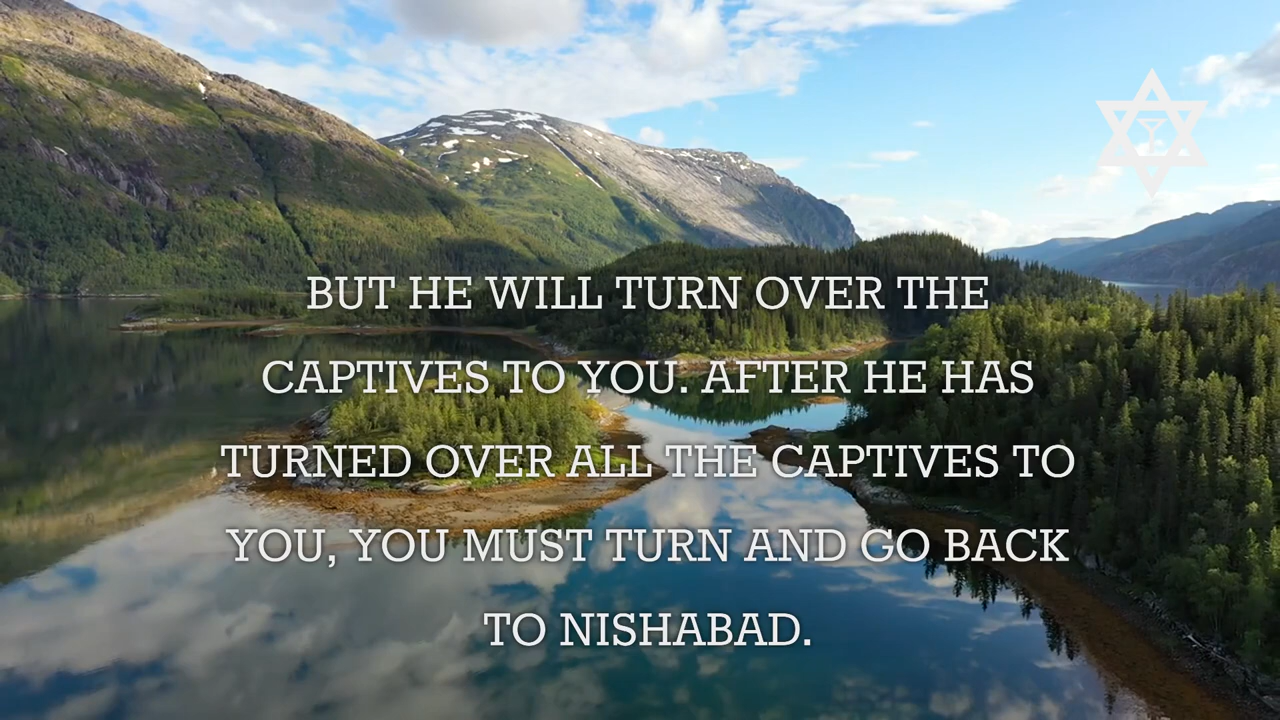 BUT HE WILL TURN OVER THE
CAPTIVES TO YOU. AFTER HE HAS
TURNED OVER ALL THE CAPTIVES TO
YOU, YOU MUST TURN AND GO BACK
TO NISHABAD.